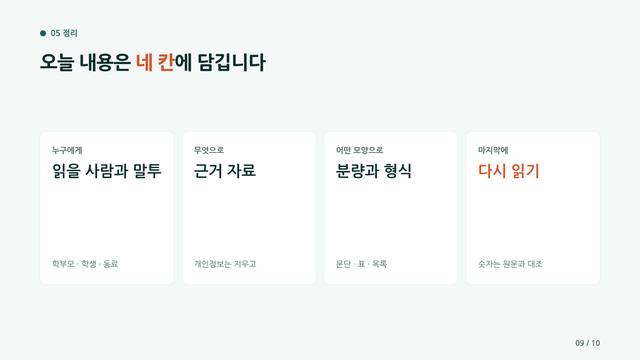 05 정리
오늘 내용은 네 칸에 담깁니다
누구에게
읽을 사람과 말투
학부모 · 학생 · 동료
무엇으로
근거 자료
개인정보는 지우고
어떤 모양으로
분량과 형식
문단 · 표 · 목록
마지막에
다시 읽기
숫자는 원문과 대조
09 / 10